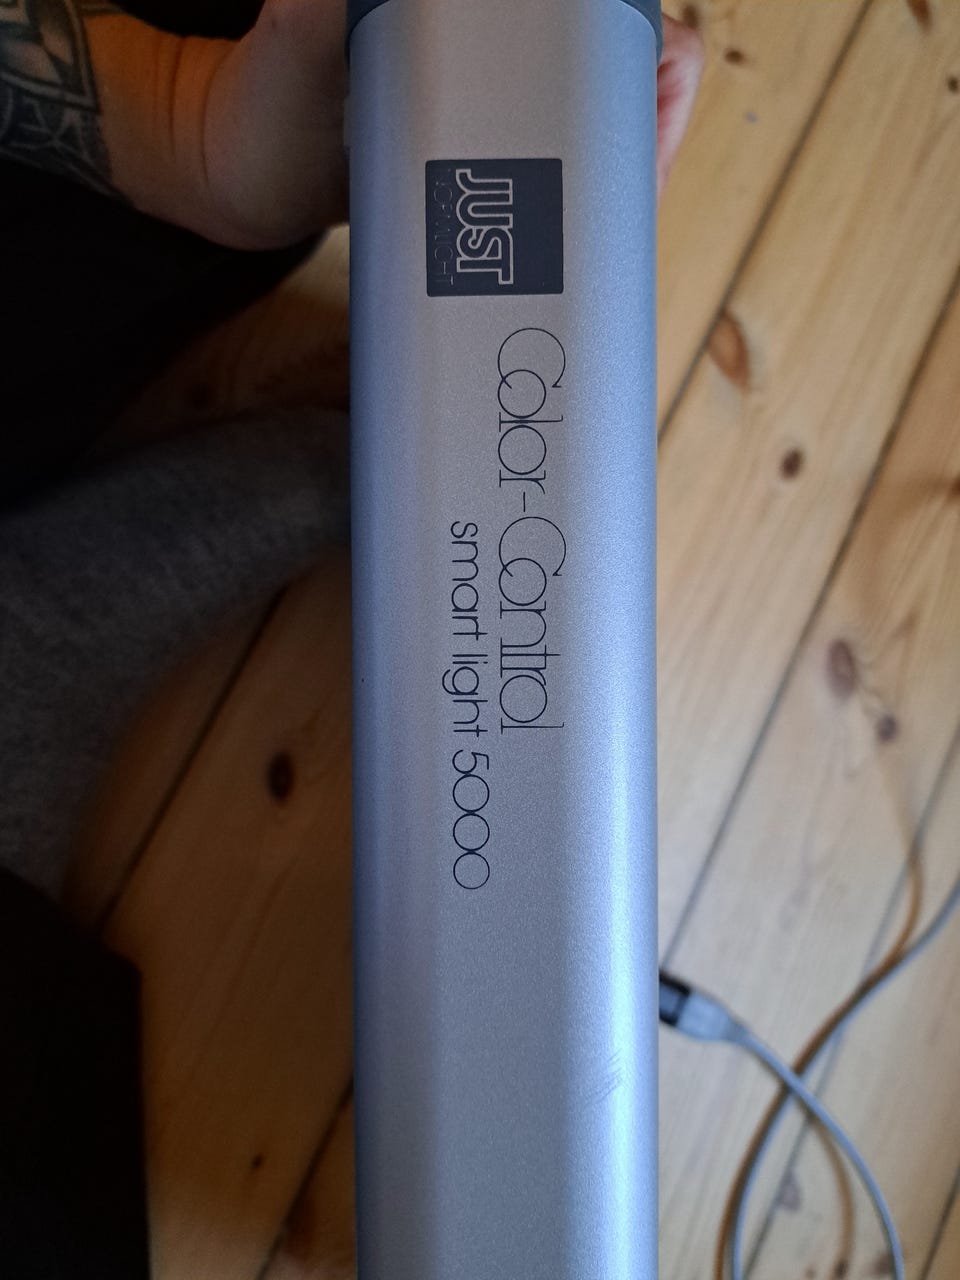 JUST
NORMLICHT
Color-Control
smart light 5000